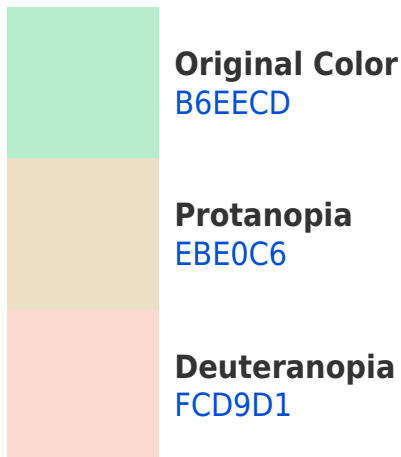 Original Color
B6EECD
Protanopia
EBE0C6
Deuteranopia
FCD9D1